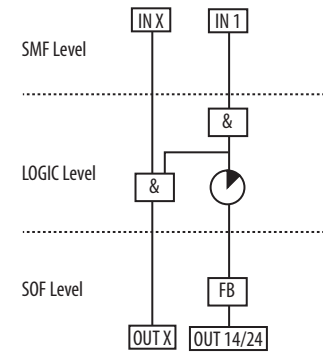 IN X IN 1
SMF Level
&
LOGIC Level
&
SOF Level
FB
OUT X OUT 14/24